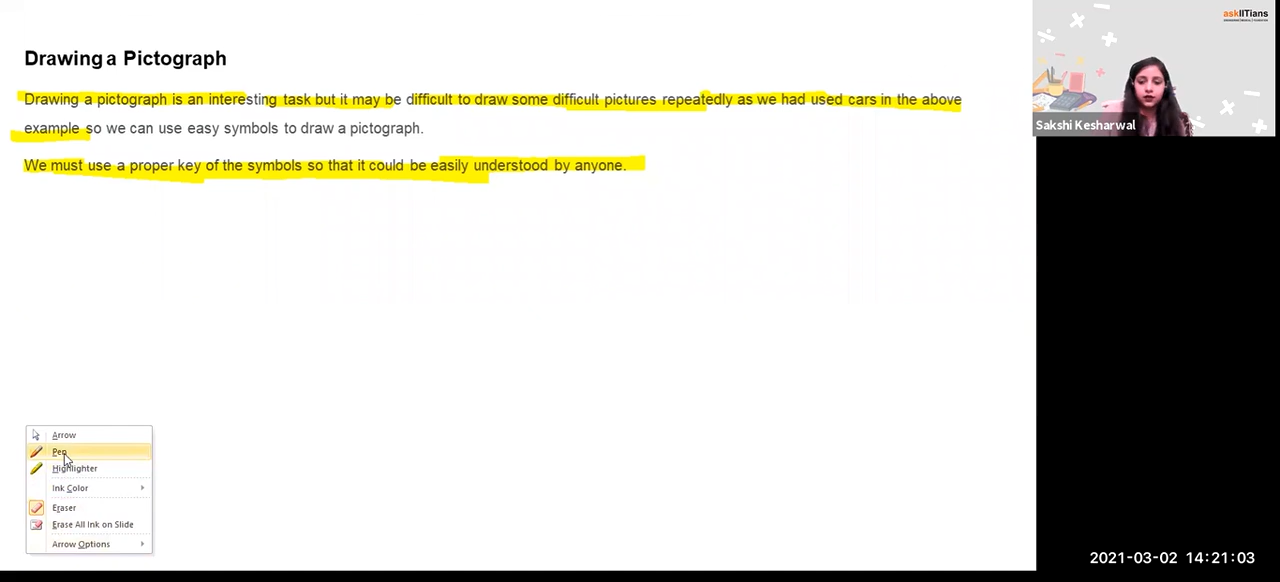 askIITians
Drawing a Pictograph
Drawing a pictograph is an interesting task but it may be difficult to draw some difficult pictures repeatedly as we had used cars in the above
example so we can use easy symbols to draw a pictograph.
Sakshi Kesharwal
We must use a proper key of the symbols so that it could be easily understood by anyone.
Arrow
Pen
Highlighter
Ink Color
Eraser
Erase All Ink on Slide
Arrow Options
2021-03-02 14:21:03